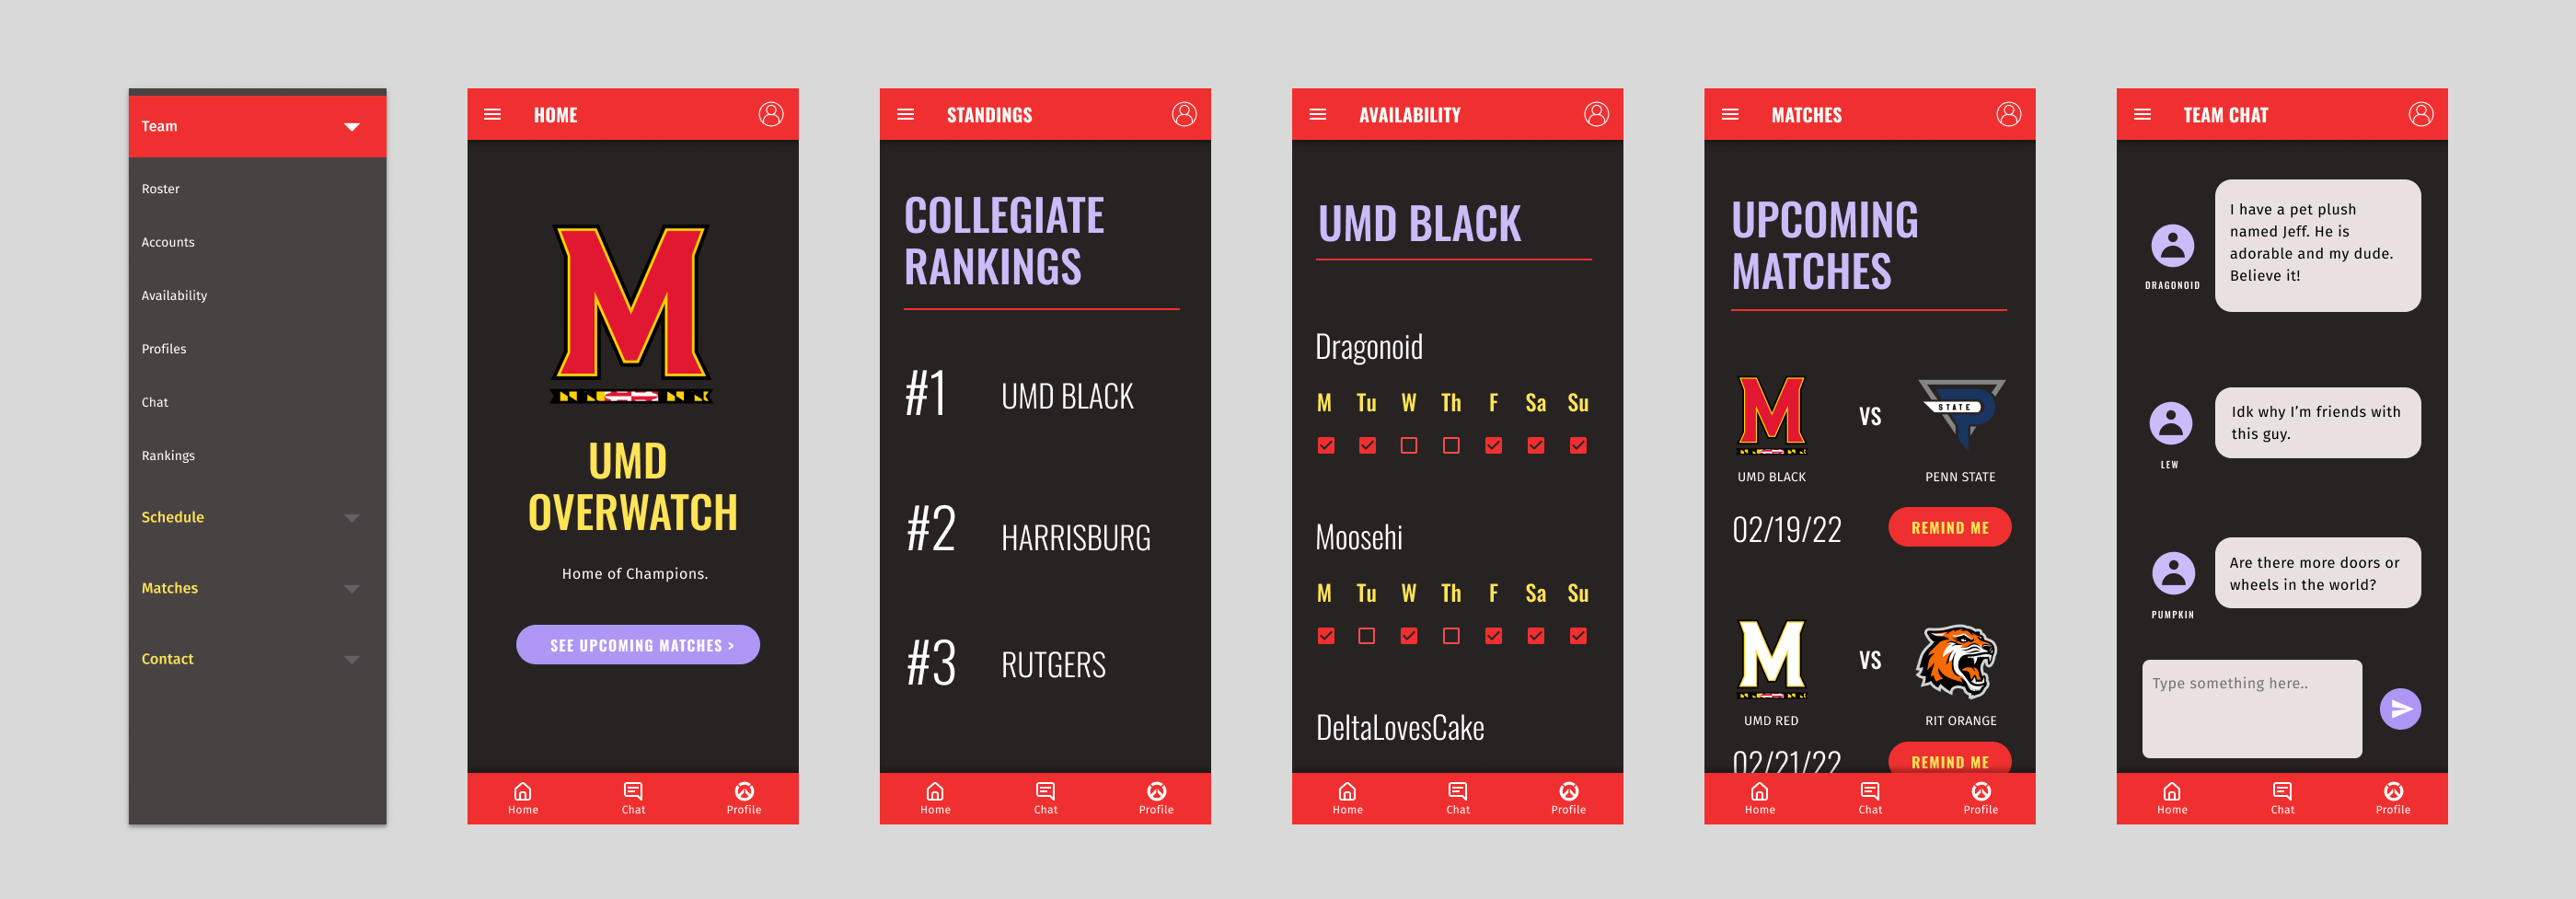 Team
Roster
Accounts
Availability
Profiles
Chat
Rankings
Schedule
Matches
Contact
HOME
M
UMD
OVERWATCH
Home of Champions.
SEE UPCOMING MATCHES >
Home Chat Profile
STANDINGS
COLLEGIATE
RANKINGS
#1 UMD BLACK
#2 HARRISBURG
#3 RUTGERS
Home Chat Profile
AVAILABILITY
UMD BLACK
Dragonoid
M Tu W Th F Sa Su
Moosehi
M Tu W Th F Sa Su
DeltaLovesCake
Home Chat Profile
MATCHES
UPCOMING
MATCHES
M VS STATE
UMD BLACK PENN STATE
02/19/22 REMIND ME
M VS
UMD RED RIT ORANGE
02/21/22 REMIND ME
Home Chat Profile
TEAM CHAT
I have a pet plush
named Jeff. He is
adorable and my dude.
Believe it!
DRAGONOID
Idk why I'm friends with
this guy.
LEW
Are there more doors or
wheels in the world?
PUMPKIN
Type something here..
Home Chat Profile